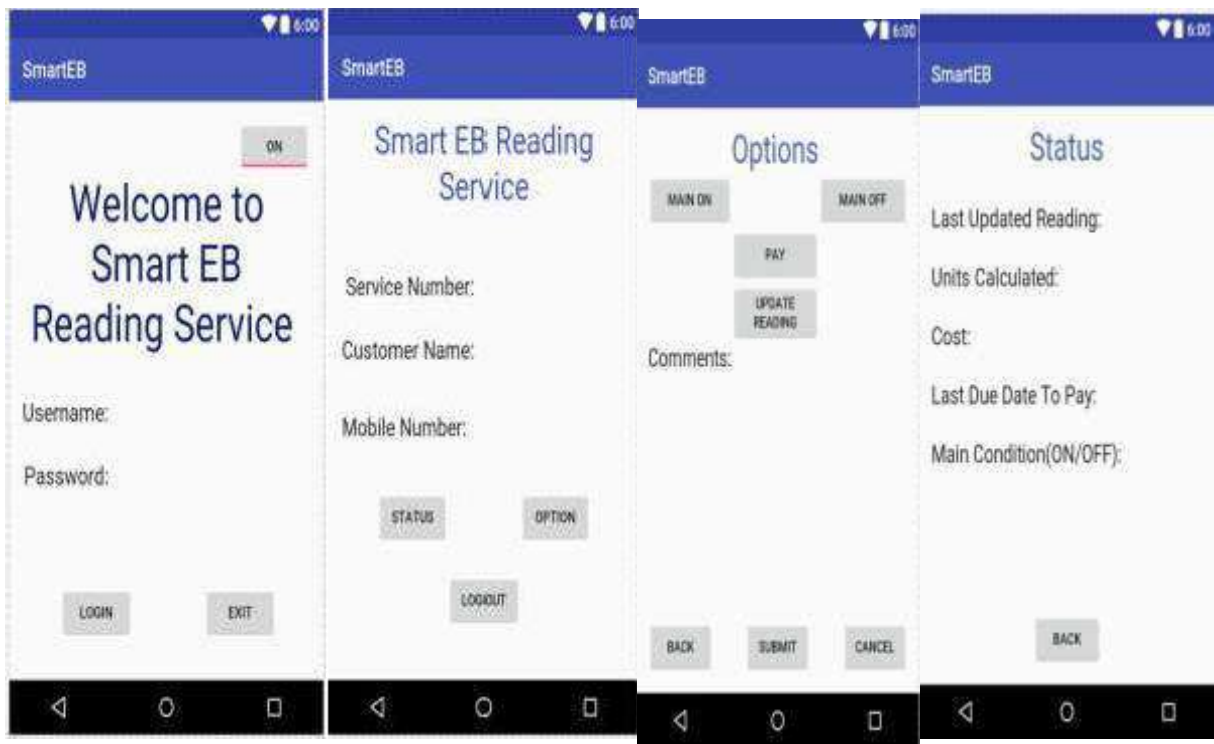 6:00
SmartEB
ON
Welcome to
Smart EB
Reading Service
Username:
Password:
LOGIN
EXIT
6:00
SmartEB
Smart EB Reading
Service
Service Number:
Customer Name:
Mobile Number:
STATUS
OPTION
LOGOUT
6:00
SmartEB
Options
MAIN ON
MAIN OFF
PAY
UPDATE
READING
Comments:
BACK
SUBMIT
CANCEL
6:00
SmartEB
Status
Last Updated Reading:
Units Calculated:
Cost:
Last Due Date To Pay:
Main Condition(ON/OFF):
BACK